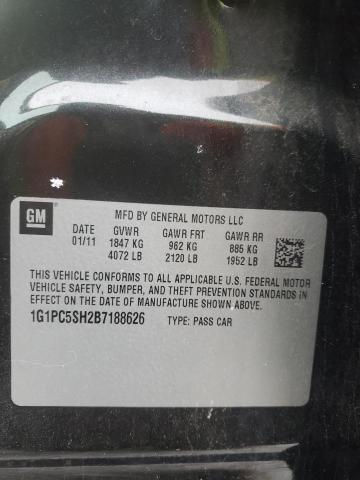 GM
MFD BY GENERAL MOTORS LLC
DATE GVWR GAWR FRT GAWR RR
01/11 1847 KG 962 KG 885 KG
4072 LB 2120 LB 1952 LB
THIS VEHICLE CONFORMS TO ALL APPLICABLE U.S. FEDERAL MOTOR
VEHICLE SAFETY, BUMPER, AND THEFT PREVENTION STANDARDS IN
EFFECT ON THE DATE OF MANUFACTURE SHOWN ABOVE.
1G1PC5SH2B7188626 TYPE: PASS CAR